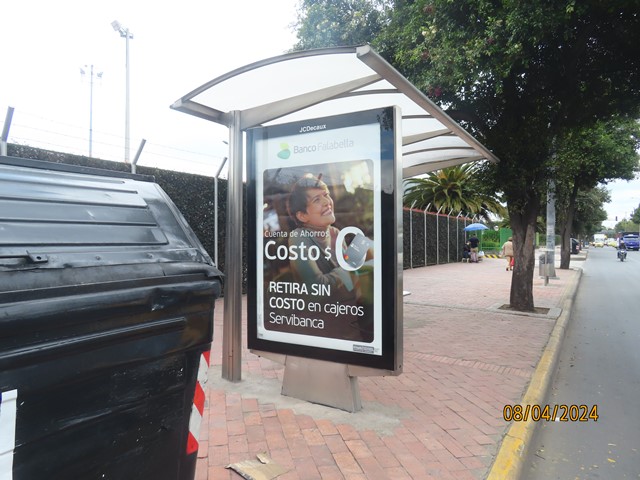 JCDecaux
Banco Falabella
Cuenta de Ahorros
Costo $ 0
RETIRA SIN
COSTO en cajeros
Servibanca
08/04/2024